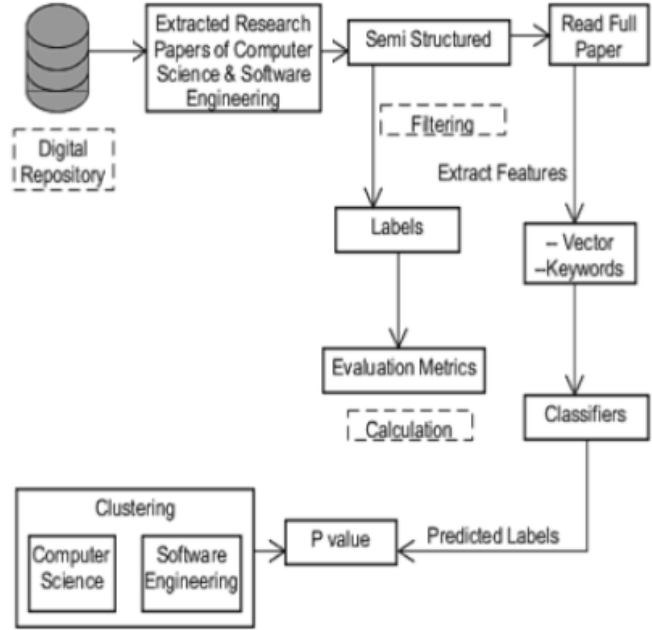 Extracted Research
Papers of Computer
Science & Software
Engineering
Semi Structured
Read Full
Paper
Digital
Repository
Filtering
Extract Features
Labels
– Vector
–Keywords
Evaluation Metrics
Calculation
Classifiers
Clustering
Computer
Science
Software
Engineering
P value
Predicted Labels